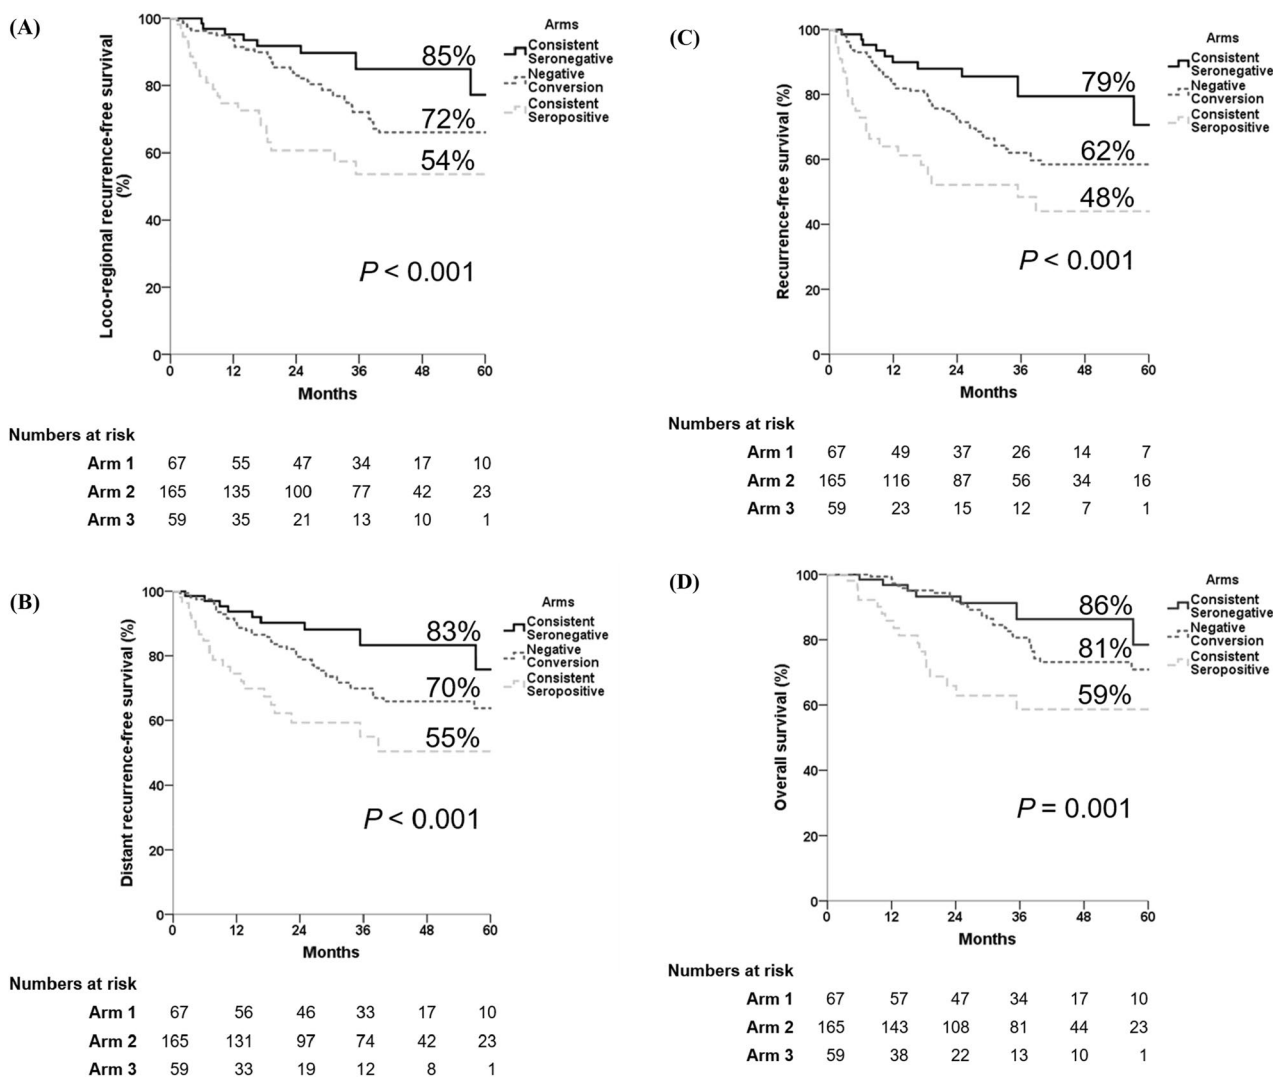 (A)
Loco-regional recurrence-free survival
(%)
100
80
60
40
20
0
0 12 24 36 48 60
Months
85%
72%
54%
P < 0.001
Arms
Consistent
Seronegative
Negative
Conversion
Consistent
Seropositive
Numbers at risk
Arm 1 67 55 47 34 17 10
Arm 2 165 135 100 77 42 23
Arm 3 59 35 21 13 10 1
(B)
Distant recurrence-free survival (%)
100
80
60
40
20
0
0 12 24 36 48 60
Months
83%
70%
55%
P < 0.001
Arms
Consistent
Seronegative
Negative
Conversion
Consistent
Seropositive
Numbers at risk
Arm 1 67 56 46 33 17 10
Arm 2 165 131 97 74 42 23
Arm 3 59 33 19 12 8 1
(C)
Recurrence-free survival (%)
100
80
60
40
20
0
0 12 24 36 48 60
Months
79%
62%
48%
P < 0.001
Arms
Consistent
Seronegative
Negative
Conversion
Consistent
Seropositive
Numbers at risk
Arm 1 67 49 37 26 14 7
Arm 2 165 116 87 56 34 16
Arm 3 59 23 15 12 7 1
(D)
Overall survival (%)
100
80
60
40
20
0
0 12 24 36 48 60
Months
86%
81%
59%
P = 0.001
Arms
Consistent
Seronegative
Negative
Conversion
Consistent
Seropositive
Numbers at risk
Arm 1 67 57 47 34 17 10
Arm 2 165 143 108 81 44 23
Arm 3 59 38 22 13 10 1